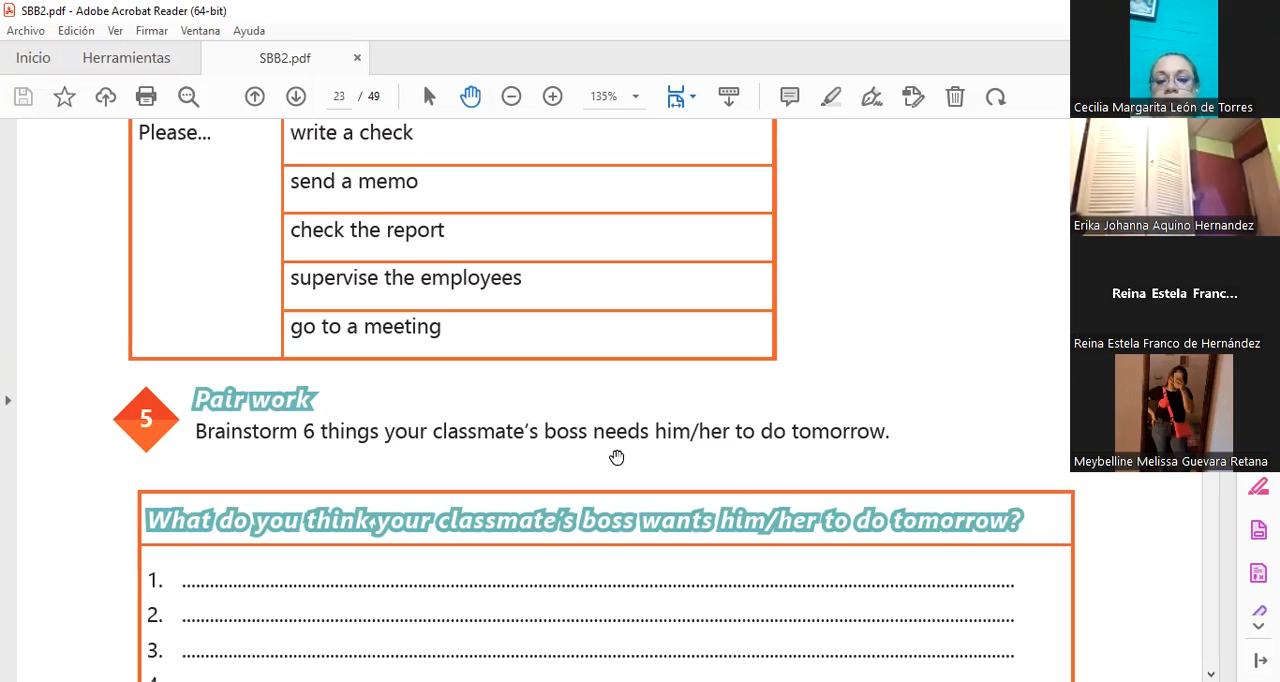 SBB2.pdf - Adobe Acrobat Reader (64-bit)
Archivo Edición Ver Firmar Ventana Ayuda
Inicio Herramientas SBB2.pdf ×
23 / 49 135%
Please... write a check
send a memo
check the report
supervise the employees
go to a meeting
5 Pair work
Brainstorm 6 things your classmate's boss needs him/her to do tomorrow.
What do you think your classmate's boss wants him/her to do tomorrow?
1. ....................
2. ....................
3. ....................
Cecilia Margarita León de Torres
Erika Johanna Aquino Hernandez
Reina Estela Franc...
Reina Estela Franco de Hernández
Meybelline Melissa Guevara Retana